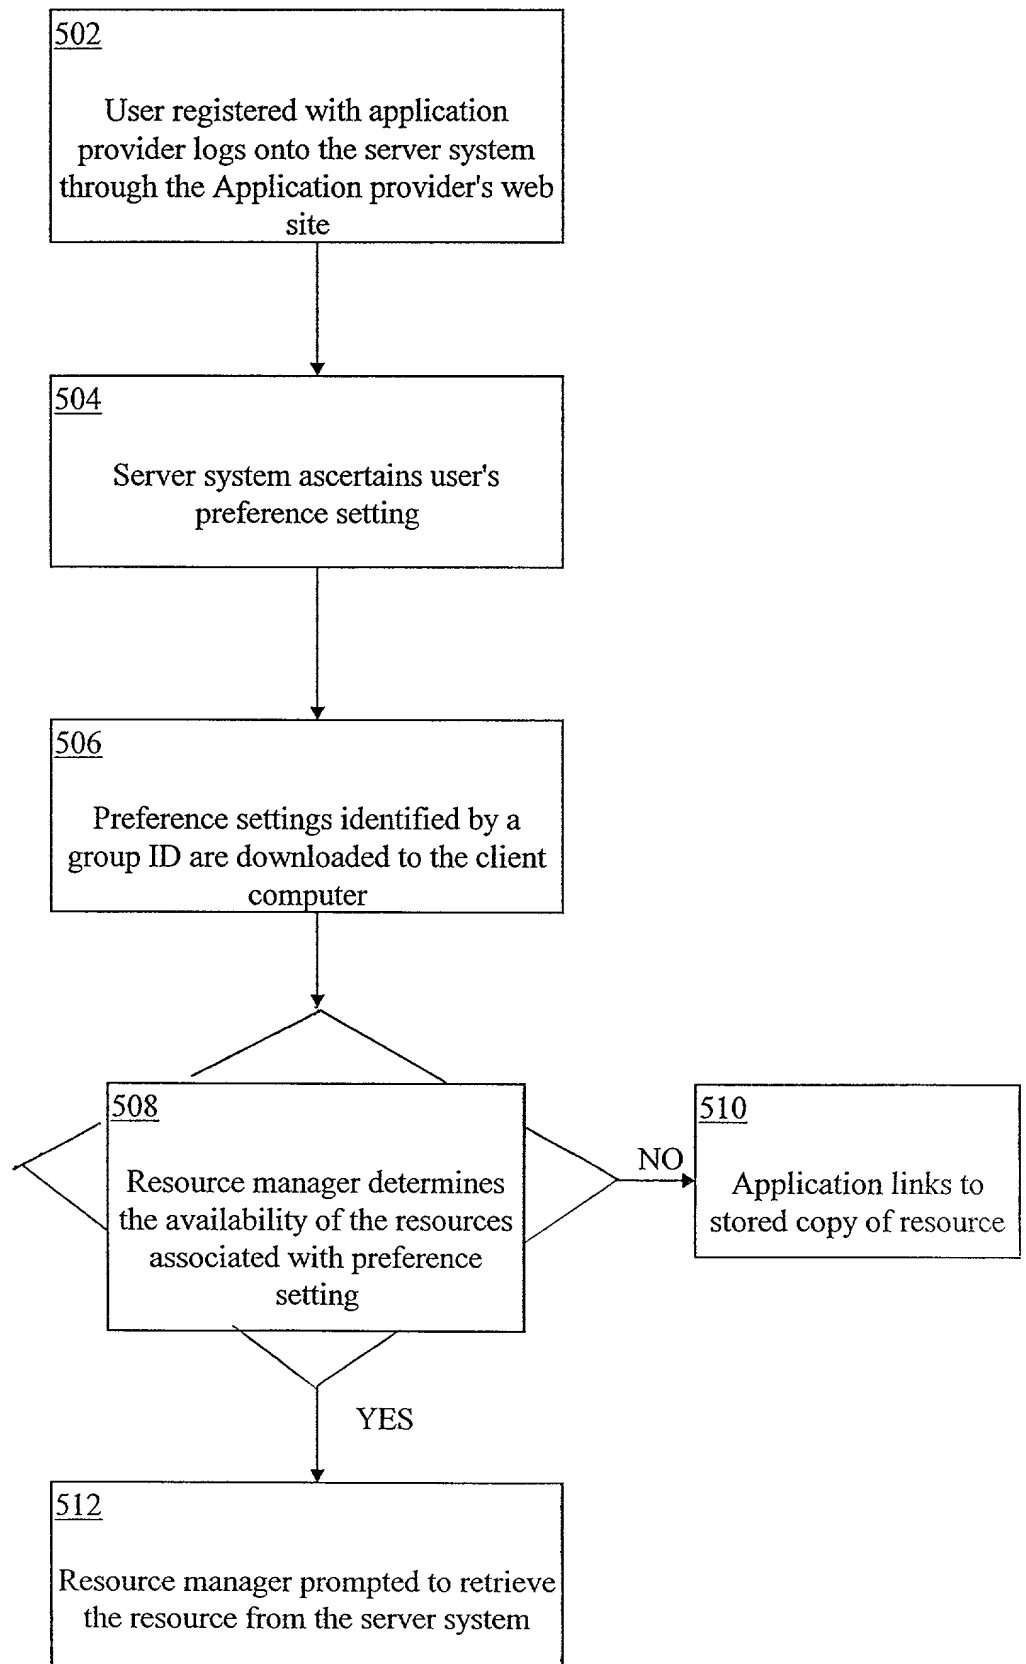 502
User registered with application
provider logs onto the server system
through the Application provider's web
site
504
Server system ascertains user's
preference setting
506
Preference settings identified by a
group ID are downloaded to the client
computer
508
Resource manager determines
the availability of the resources
associated with preference
setting
NO
510
Application links to
stored copy of resource
YES
512
Resource manager prompted to retrieve
the resource from the server system